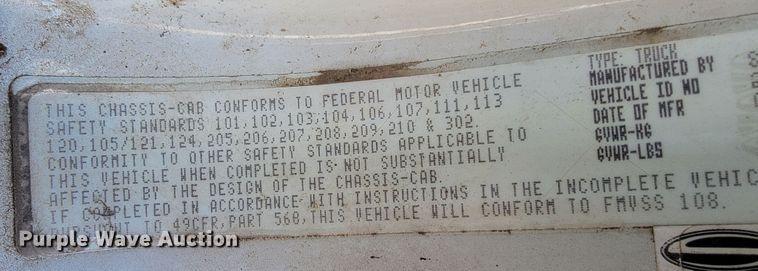 THIS CHASSIS-CAB CONFORMS TO FEDERAL MOTOR VEHICLE
SAFETY STANDARDS 101,102,103,104,106,107,111,113
120,105/121,124,205,206,207,208,209,210 & 302
CONFORMITY TO OTHER SAFETY STANDARDS APPLICABLE TO
THIS VEHICLE WHEN COMPLETED IS NOT SUBSTANTIALLY
AFFECTED BY THE DESIGN OF THE CHASSIS-CAB.
IF COMPLETED IN ACCORDANCE WITH INSTRUCTIONS IN THE INCOMPLETE VEHIC
TO 49CFR,PART 568,THIS VEHICLE WILL CONFORM TO FMVSS 108.
TYPE: TRUCK
MANUFACTURED BY
VEHICLE ID NO
DATE OF MFR
GVWR-KG
GVWR-LBS
Purple Wave Auction